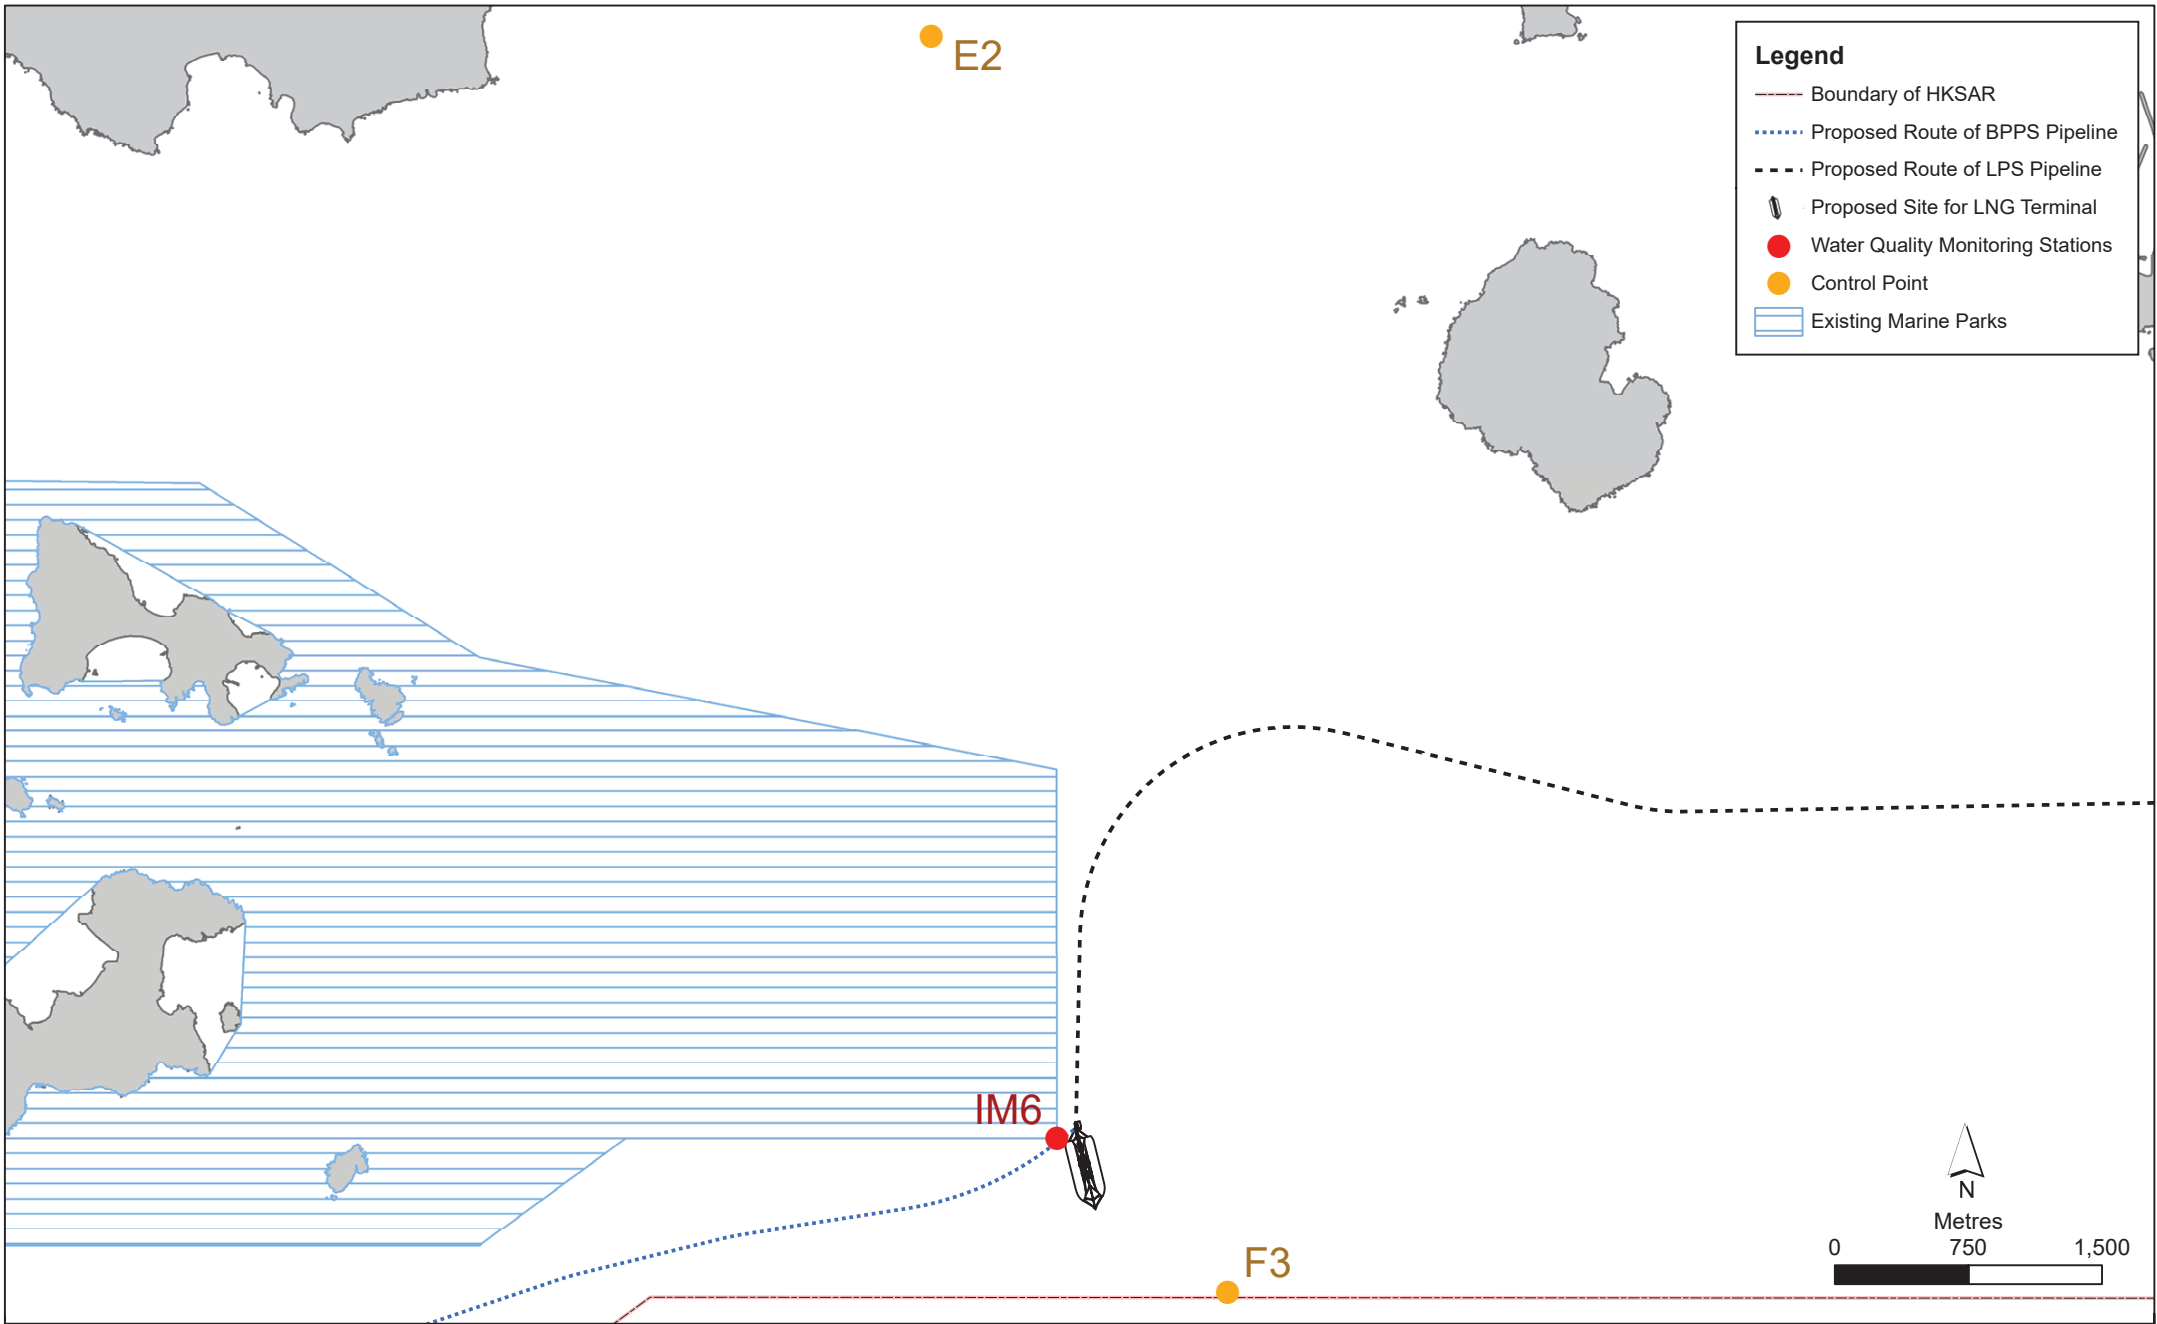 E2
Legend
Boundary of HKSAR
Proposed Route of BPPS Pipeline
Proposed Route of LPS Pipeline
Proposed Site for LNG Terminal
Water Quality Monitoring Stations
Control Point
Existing Marine Parks
IM6
F3
N
Metres
0 750 1,500